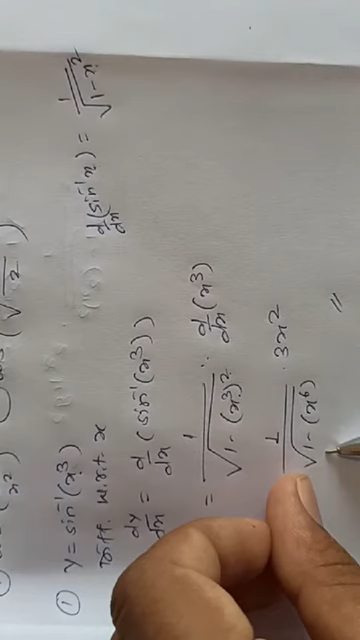 ① y = sin⁻¹(x³)
d/dx (sin⁻¹x) = 1/√(1-x²)
Diff. w.r.t. x
dy/dx = d/dx (sin⁻¹(x³))
= 1/√(1-(x³)²) · d/dx (x³)
1/√(1-(x⁶)) · 3x²